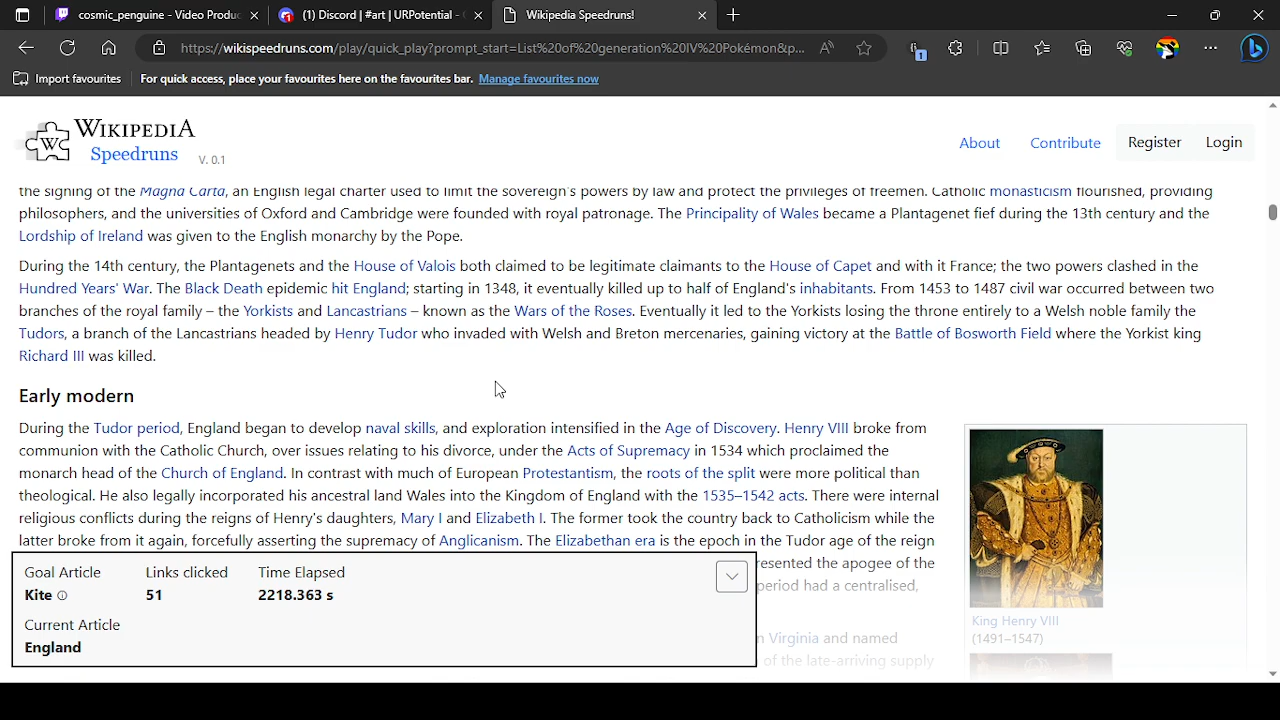 cosmic_penguine - Video Produc
(1) Discord | #art | URPotential -
Wikipedia Speedruns!
https://wikispeedruns.com/play/quick_play?prompt_start=List%20of%20generation%20IV%20Pokémon&p...
1
Import favourites
For quick access, place your favourites here on the favourites bar. Manage favourites now
W
WIKIPEDIA
Speedruns
V. 0.1
About
Contribute
Register
Login
the signing of the Magna Carta, an English legal charter used to limit the sovereign's powers by law and protect the privileges of freemen. Catholic monasticism flourished, providing
philosophers, and the universities of Oxford and Cambridge were founded with royal patronage. The Principality of Wales became a Plantagenet fief during the 13th century and the
Lordship of Ireland was given to the English monarchy by the Pope.
During the 14th century, the Plantagenets and the House of Valois both claimed to be legitimate claimants to the House of Capet and with it France; the two powers clashed in the
Hundred Years' War. The Black Death epidemic hit England; starting in 1348, it eventually killed up to half of England's inhabitants. From 1453 to 1487 civil war occurred between two
branches of the royal family – the Yorkists and Lancastrians – known as the Wars of the Roses. Eventually it led to the Yorkists losing the throne entirely to a Welsh noble family the
Tudors, a branch of the Lancastrians headed by Henry Tudor who invaded with Welsh and Breton mercenaries, gaining victory at the Battle of Bosworth Field where the Yorkist king
Richard III was killed.
Early modern
During the Tudor period, England began to develop naval skills, and exploration intensified in the Age of Discovery. Henry VIII broke from
communion with the Catholic Church, over issues relating to his divorce, under the Acts of Supremacy in 1534 which proclaimed the
monarch head of the Church of England. In contrast with much of European Protestantism, the roots of the split were more political than
theological. He also legally incorporated his ancestral land Wales into the Kingdom of England with the 1535–1542 acts. There were internal
religious conflicts during the reigns of Henry's daughters, Mary I and Elizabeth I. The former took the country back to Catholicism while the
latter broke from it again, forcefully asserting the supremacy of Anglicanism. The Elizabethan era is the epoch in the Tudor age of the reign
resented the apogee of the
period had a centralised,
n Virginia and named
of the late-arriving supply
King Henry VIII
(1491–1547)
Goal Article
Links clicked
Time Elapsed
Kite
51
2218.363 s
Current Article
England